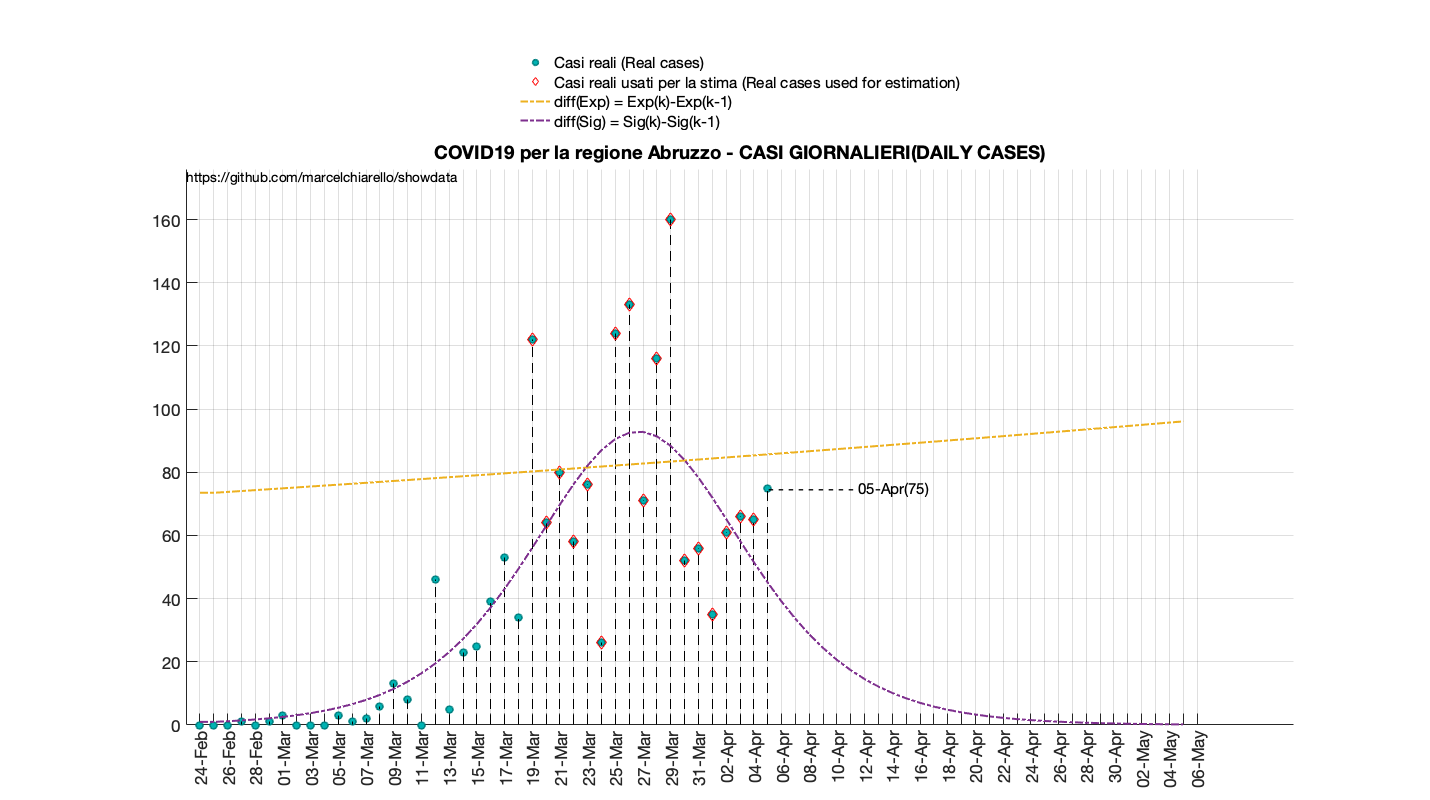 Casi reali (Real cases)
Casi reali usati per la stima (Real cases used for estimation)
diff(Exp) = Exp(k)-Exp(k-1)
diff(Sig) = Sig(k)-Sig(k-1)
COVID19 per la regione Abruzzo - CASI GIORNALIERI(DAILY CASES)
https://github.com/marcelchiarello/showdata
160
140
120
100
80
60
40
20
0
05-Apr(75)
24-Feb
26-Feb
28-Feb
01-Mar
03-Mar
05-Mar
07-Mar
09-Mar
11-Mar
13-Mar
15-Mar
17-Mar
19-Mar
21-Mar
23-Mar
25-Mar
27-Mar
29-Mar
31-Mar
02-Apr
04-Apr
06-Apr
08-Apr
10-Apr
12-Apr
14-Apr
16-Apr
18-Apr
20-Apr
22-Apr
24-Apr
26-Apr
28-Apr
30-Apr
02-May
04-May
06-May